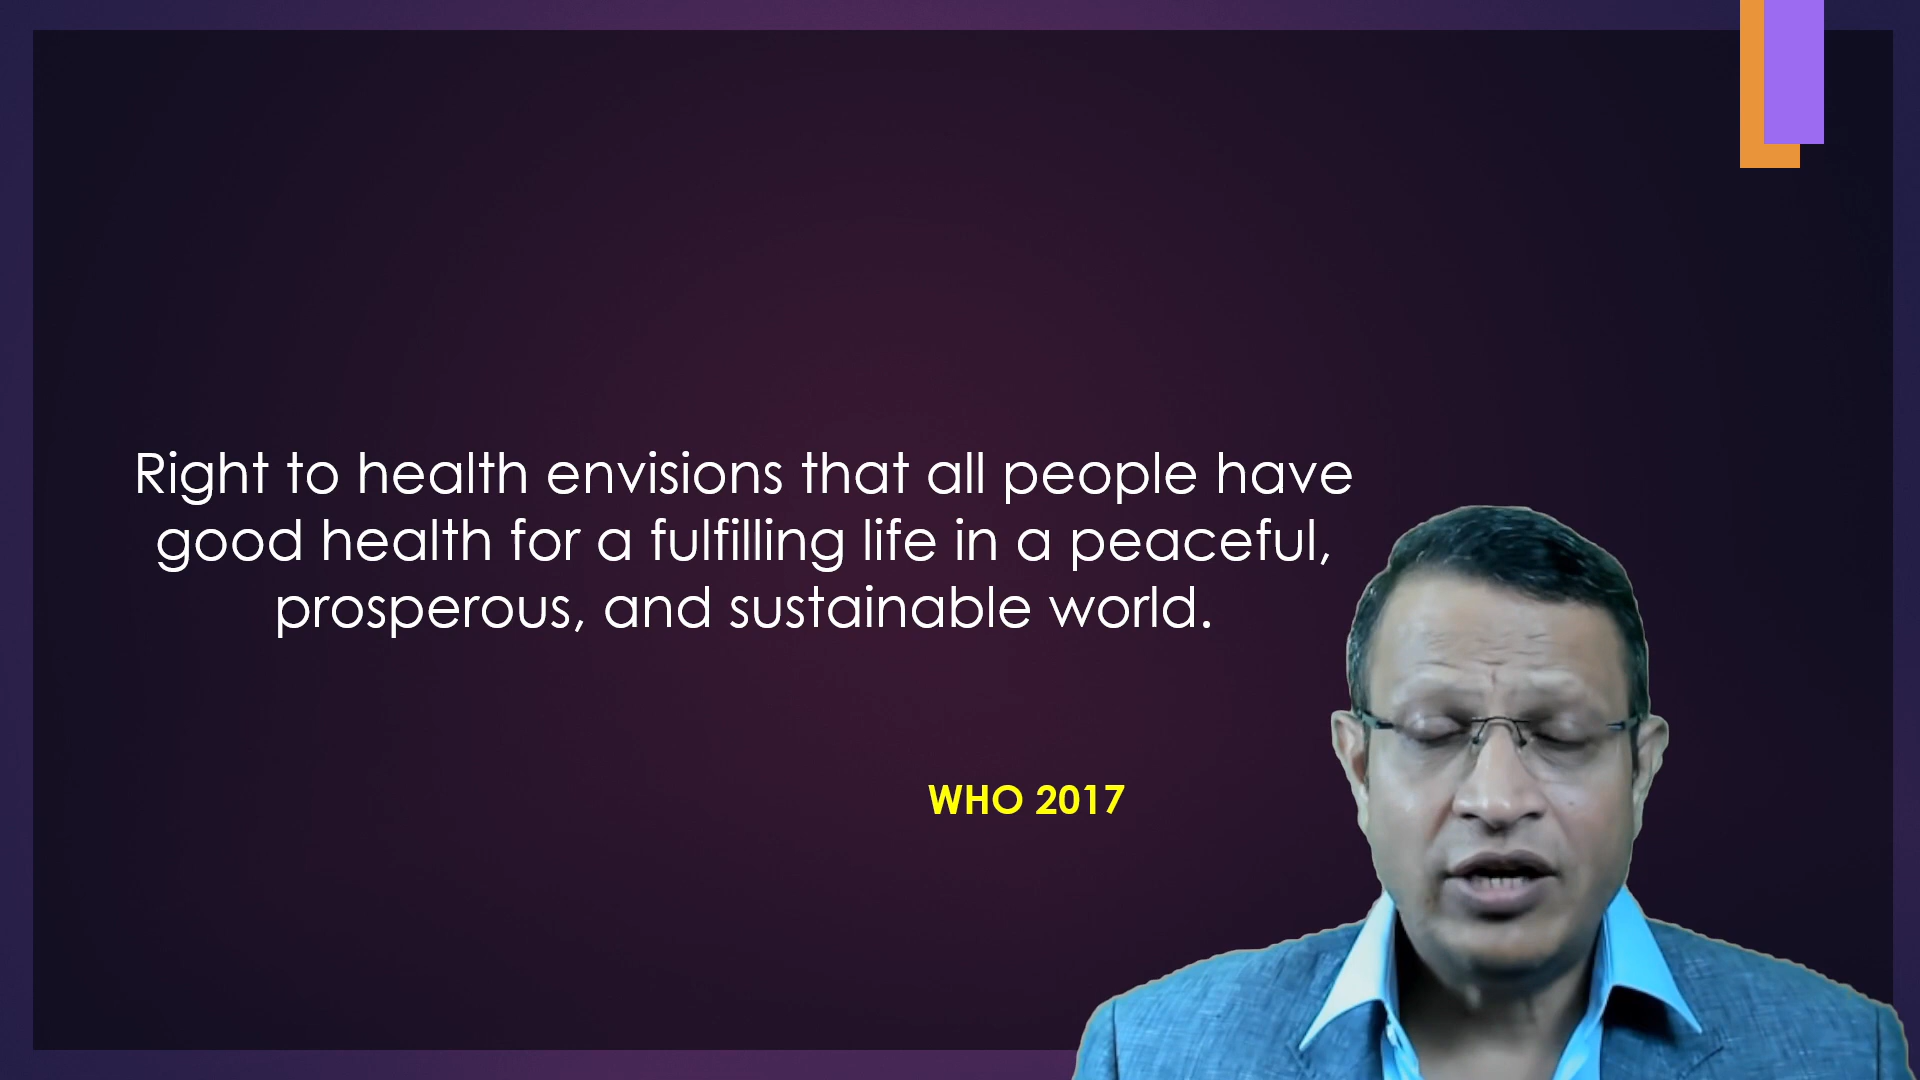 Right to health envisions that all people have
good health for a fulfilling life in a peaceful,
prosperous, and sustainable world.
WHO 2017